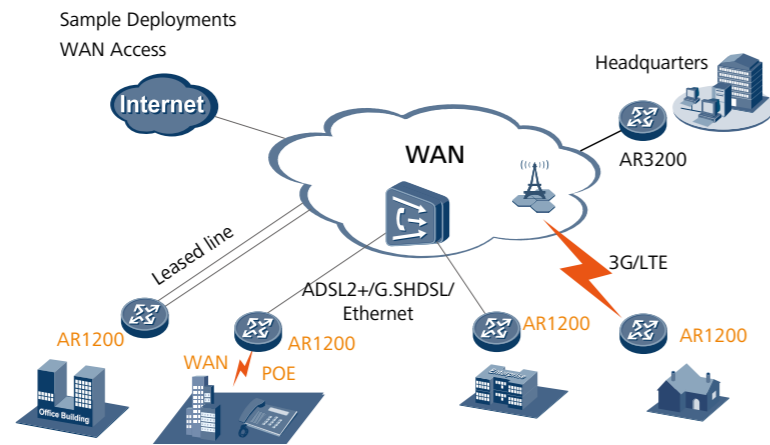 Sample Deployments
WAN Access
Headquarters
Internet
WAN
AR3200
Leased line
3G/LTE
ADSL2+/G.SHDSL/
Ethernet
AR1200
AR1200
AR1200
AR1200
WAN
POE
Office Building
Enterprise